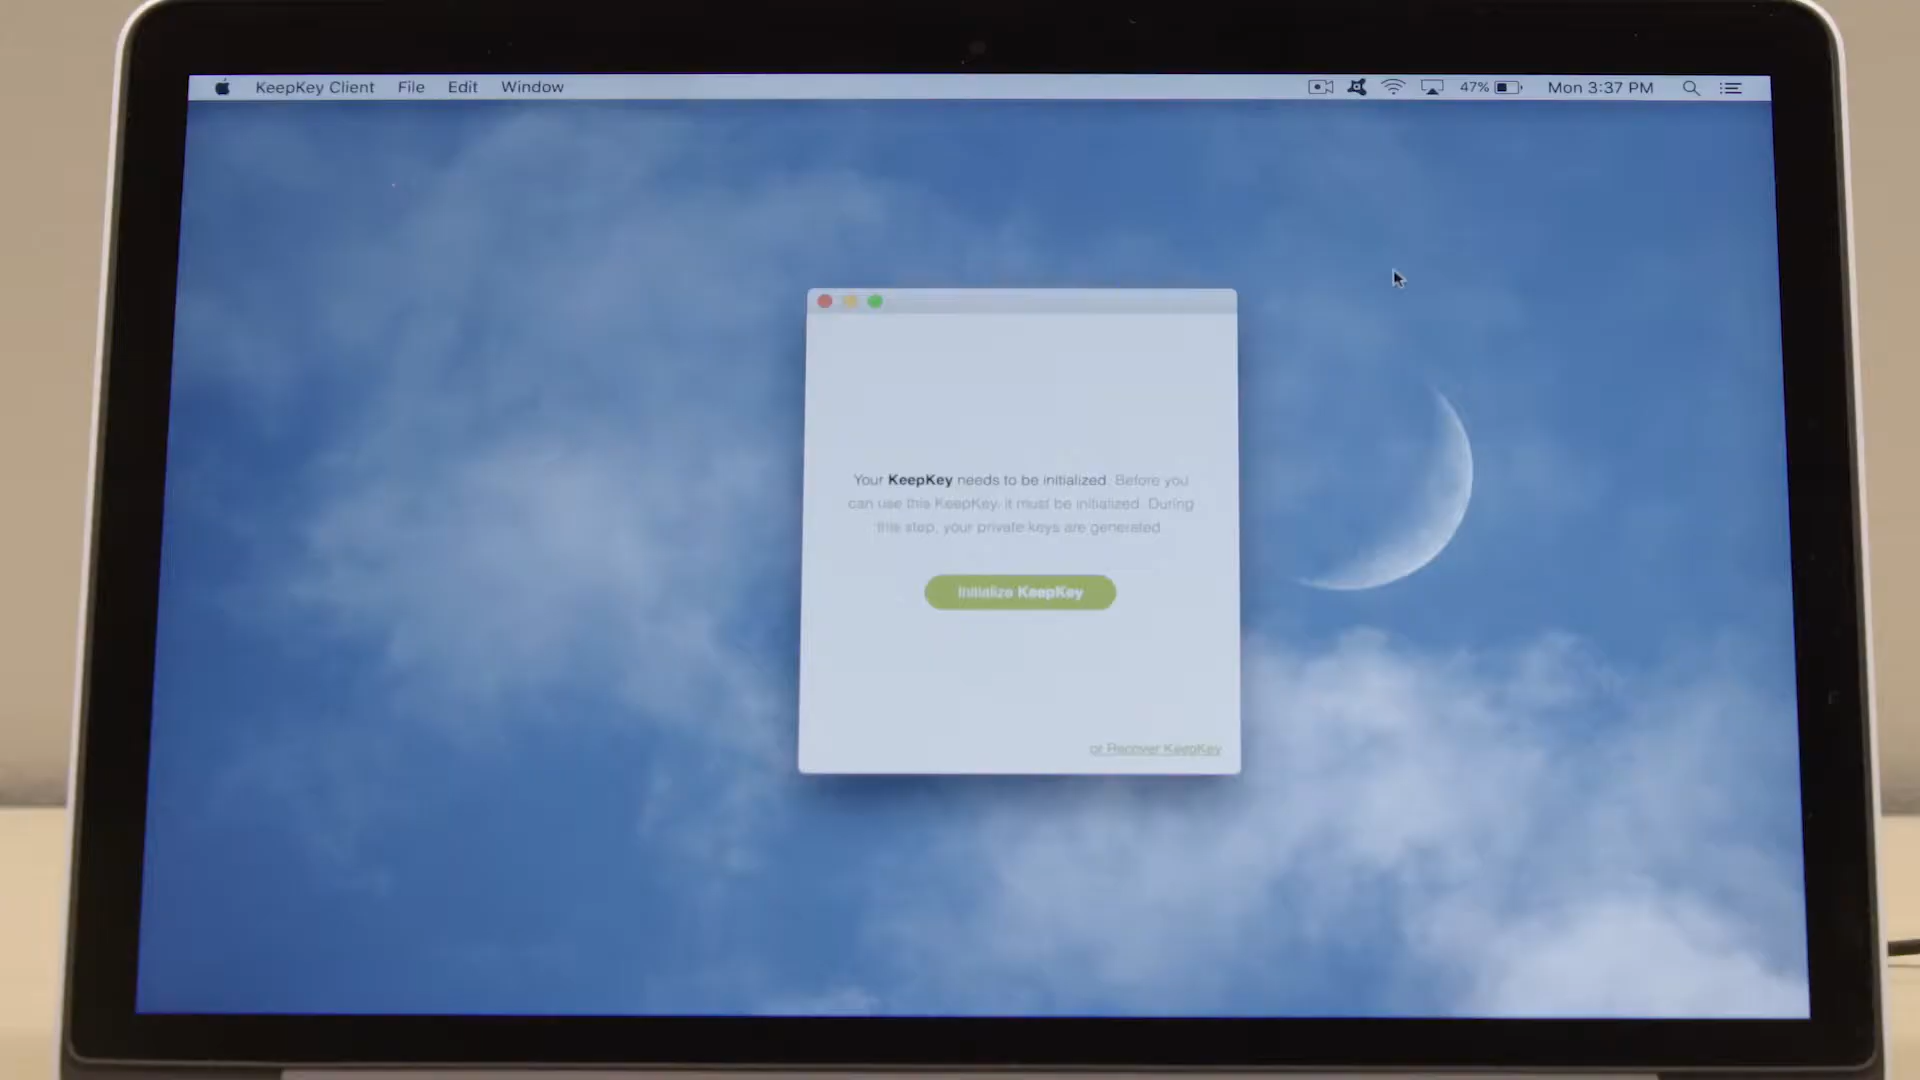 KeepKey Client File Edit Window 47% Mon 3:37 PM
Your KeepKey needs to be initialized. Before you
can use this KeepKey, it must be initialized. During
this step, your private keys are generated.
Initialize KeepKey
or Recover KeepKey